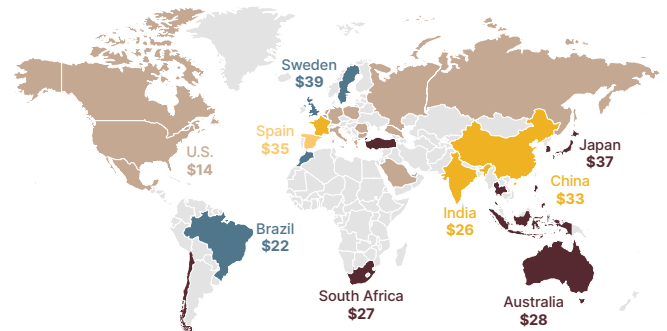 Sweden
$39
Spain
$35
U.S.
$14
Japan
$37
China
$33
India
$26
Brazil
$22
South Africa
$27
Australia
$28